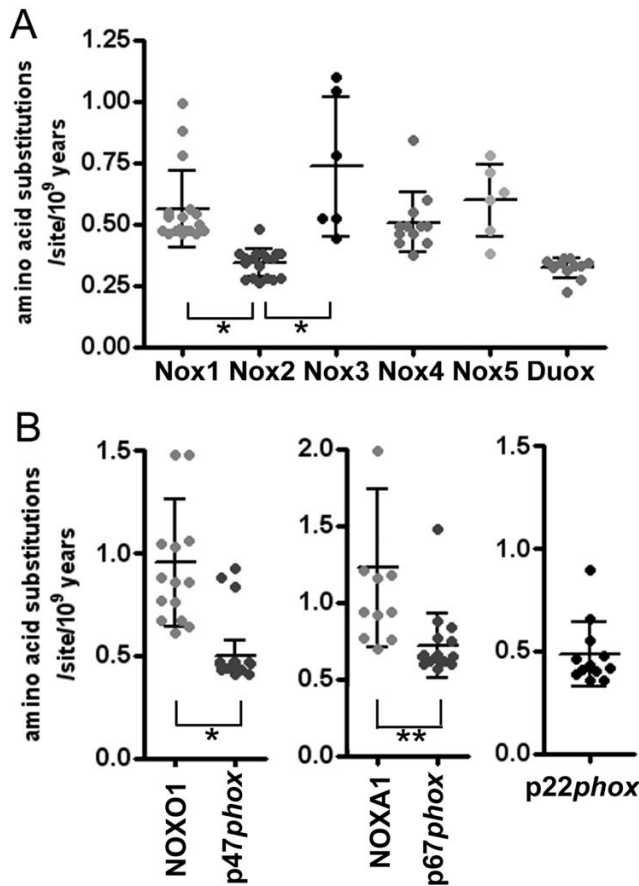 A
amino acid substitutions
/site/10⁹ years
1.25
1.00
0.75
0.50
0.25
0.00
* *
Nox1 Nox2 Nox3 Nox4 Nox5 Duox
B
amino acid substitutions
/site/10⁹ years
1.5
1.0
0.5
0.0
*
NOXO1
p47phox
2.0
1.5
1.0
0.5
0.0
**
NOXA1
p67phox
1.5
1.0
0.5
0.0
p22phox